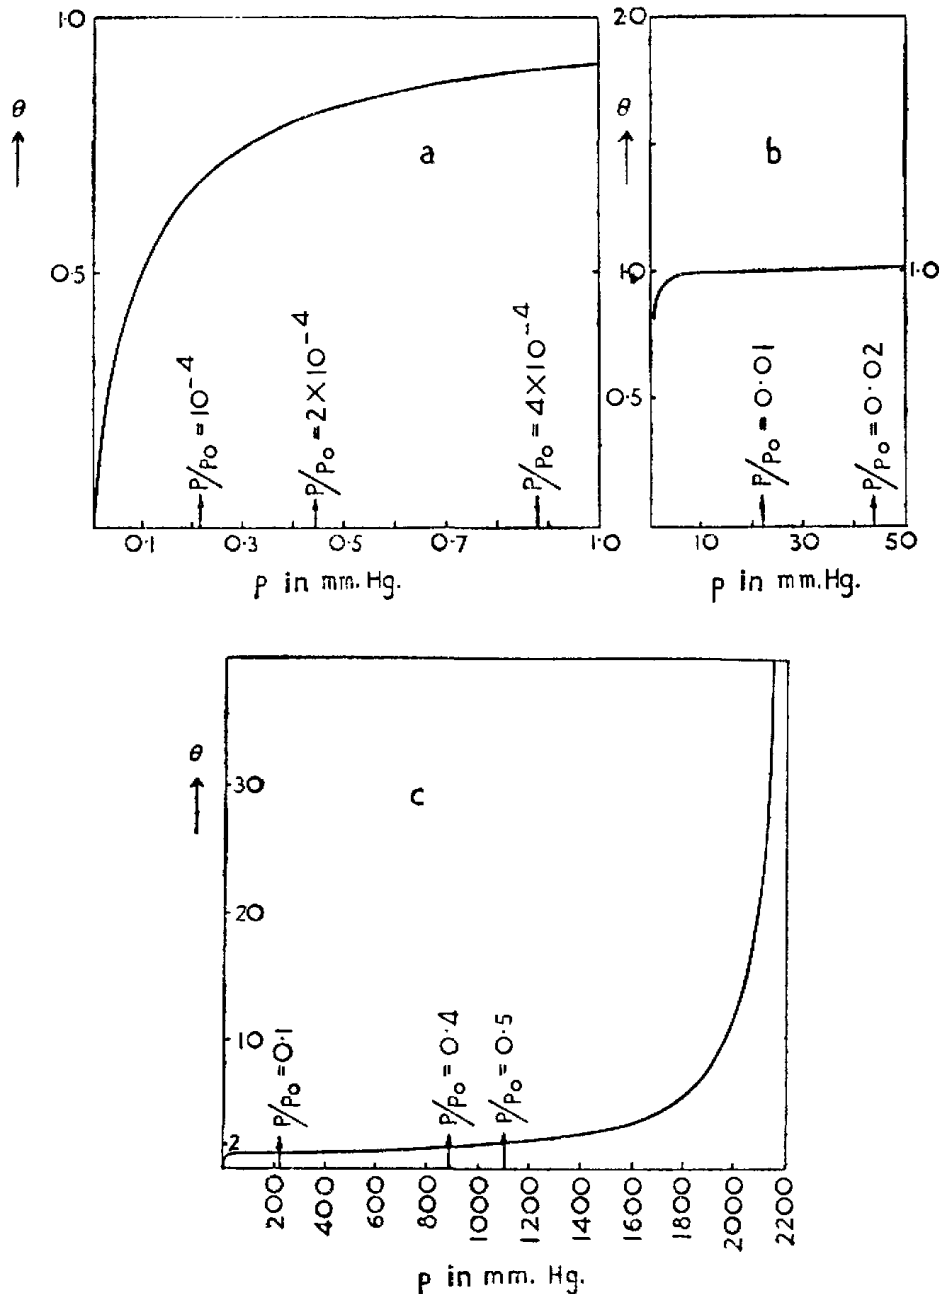 1·0
θ
a
0·5
P/Po = 10-4
P/Po = 2×10-4
P/Po = 4×10-4
0·1 0·3 0·5 0·7 1·0
p in mm. Hg.
2·0
θ
b
1·0 1·0
0·5
P/Po = 0·01
P/Po = 0·02
10 30 50
p in mm. Hg.
θ
30
c
20
10
2
P/Po = 0·1
P/Po = 0·4
P/Po = 0·5
200 400 600 800 1000 1200 1400 1600 1800 2000 2200
p in mm. Hg.